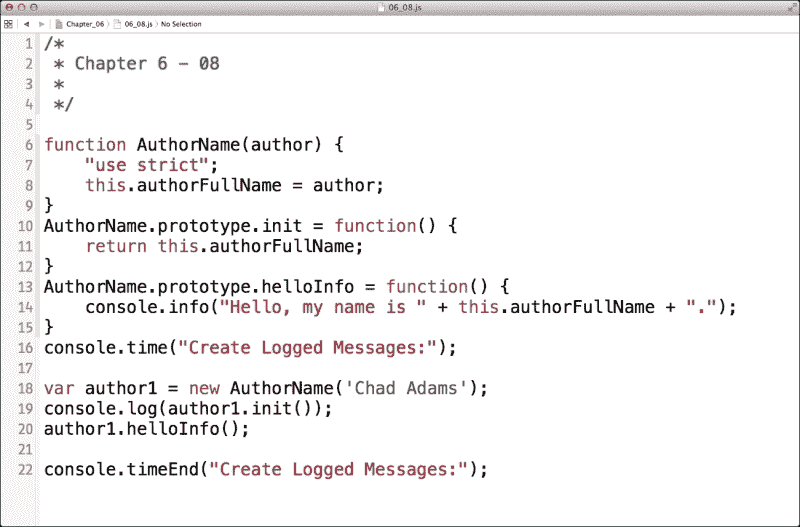 06_08.js
Chapter_06 〉 06_08.js 〉 No Selection
1 /*
2  * Chapter 6 – 08
3  *
4  */
5
6 function AuthorName(author) {
7     "use strict";
8     this.authorFullName = author;
9 }
10 AuthorName.prototype.init = function() {
11     return this.authorFullName;
12 }
13 AuthorName.prototype.helloInfo = function() {
14     console.info("Hello, my name is " + this.authorFullName + ".");
15 }
16 console.time("Create Logged Messages:");
17
18 var author1 = new AuthorName('Chad Adams');
19 console.log(author1.init());
20 author1.helloInfo();
21
22 console.timeEnd("Create Logged Messages:");